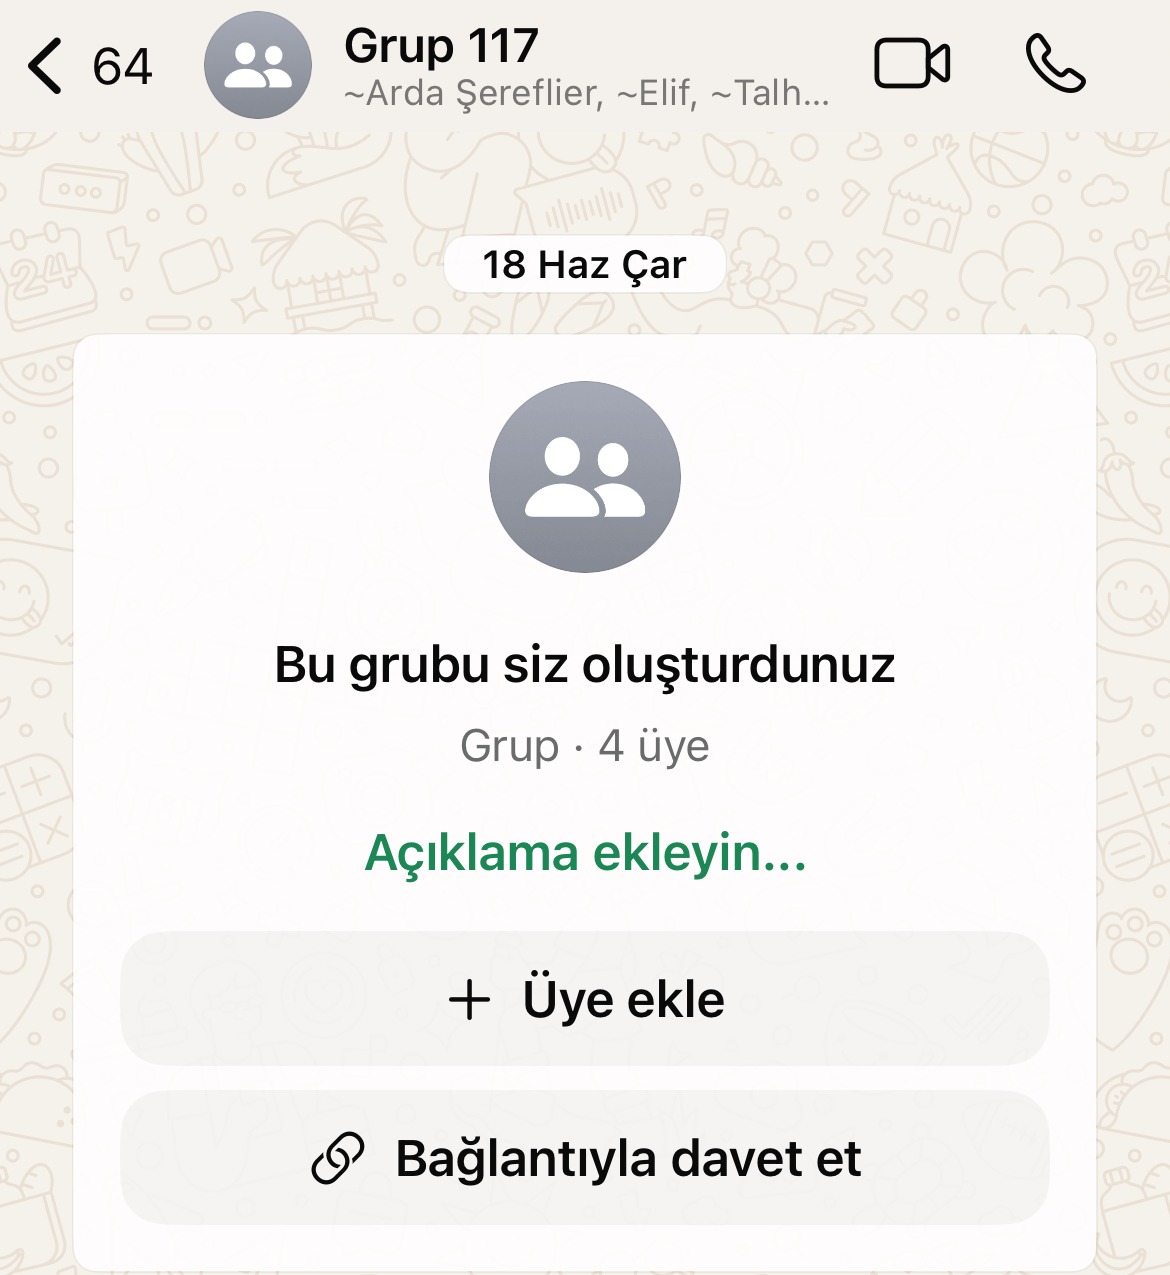 64
Grup 117
~Arda Şereflier, ~Elif, ~Talh...
18 Haz Çar
Bu grubu siz oluşturdunuz
Grup · 4 üye
Açıklama ekleyin...
Üye ekle
Bağlantıyla davet et